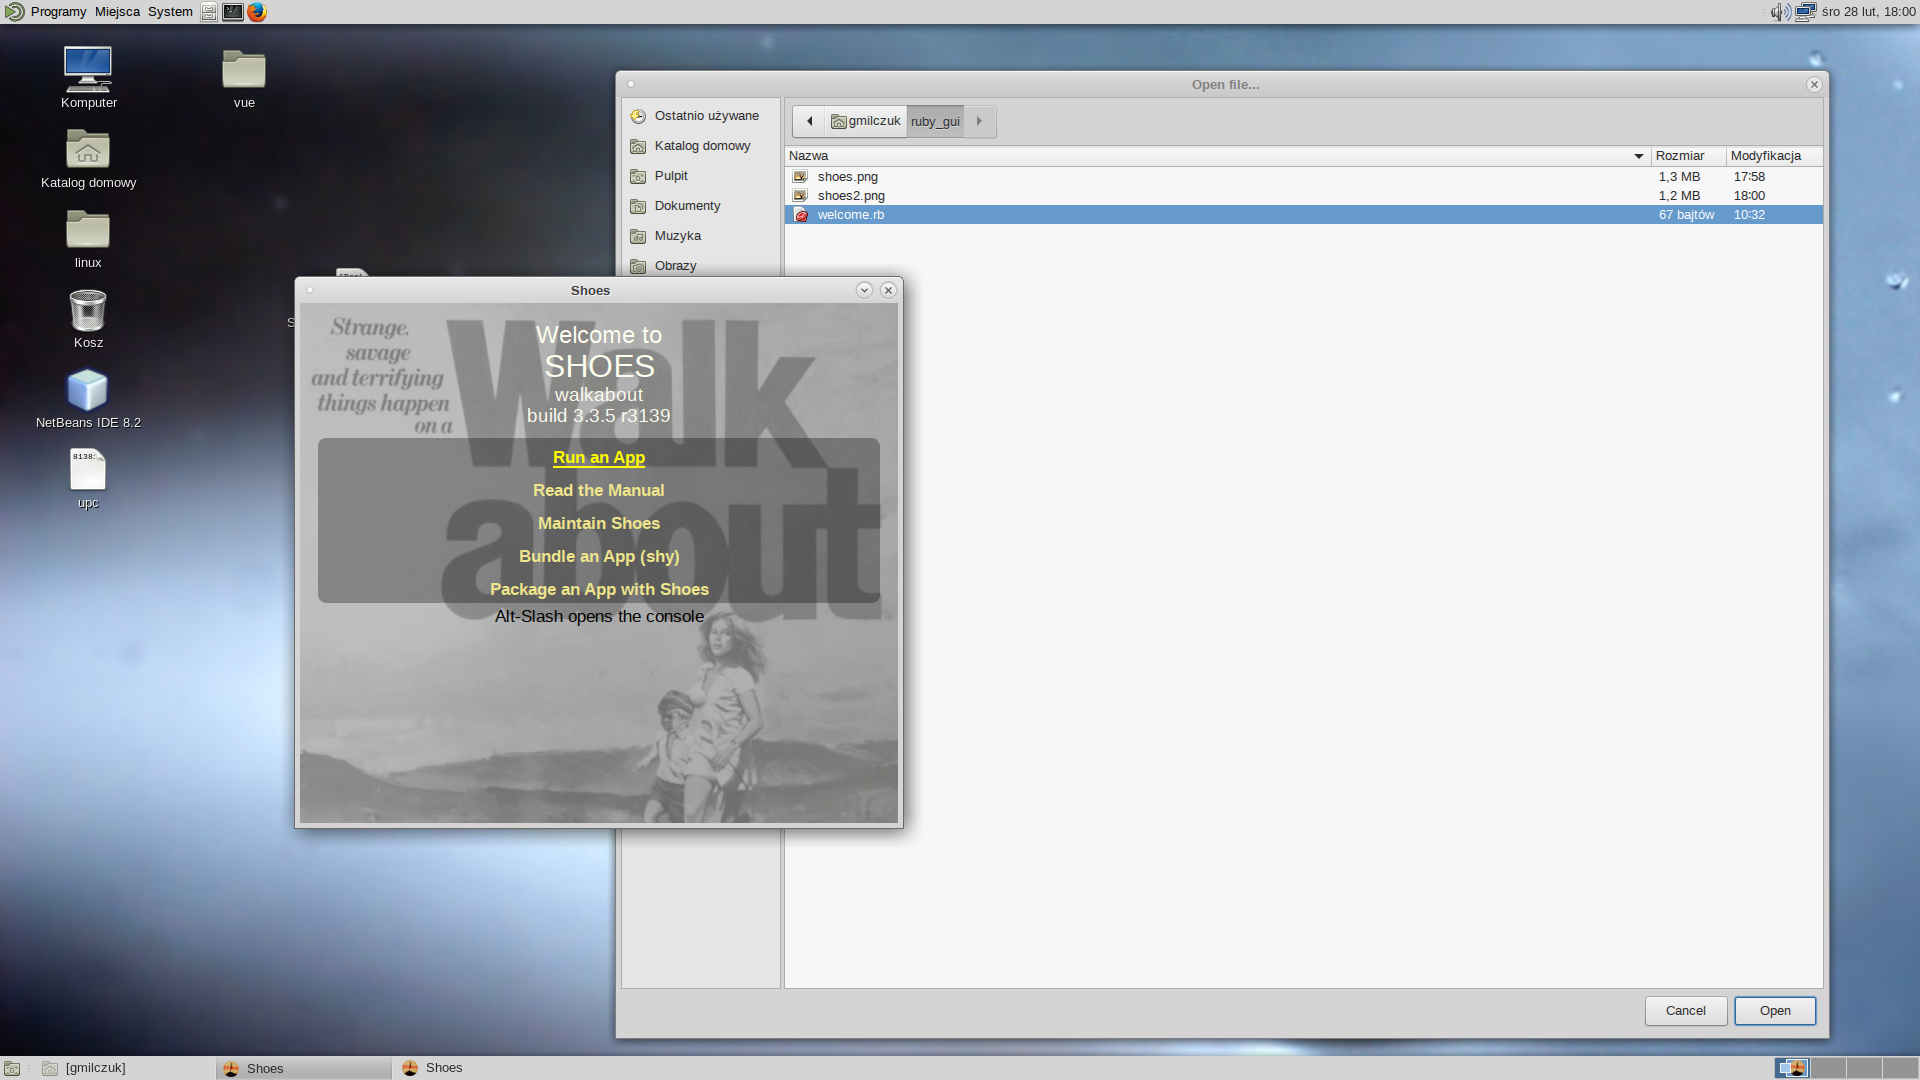 Programy Miejsca System
śro 28 lut, 18:00
Komputer
vue
Katalog domowy
linux
Kosz
NetBeans IDE 8.2
8138:
upc
S
Open file...
Ostatnio używane
Katalog domowy
Pulpit
Dokumenty
Muzyka
Obrazy
gmilczuk ruby_gui
Nazwa Rozmiar Modyfikacja
shoes.png 1,3 MB 17:58
shoes2.png 1,2 MB 18:00
welcome.rb 67 bajtów 10:32
Cancel Open
Shoes
Strange,
savage
and terrifying
things happen
on a
Walk
about
Welcome to
SHOES
walkabout
build 3.3.5 r3139
Run an App
Read the Manual
Maintain Shoes
Bundle an App (shy)
Package an App with Shoes
Alt-Slash opens the console
[gmilczuk] Shoes Shoes